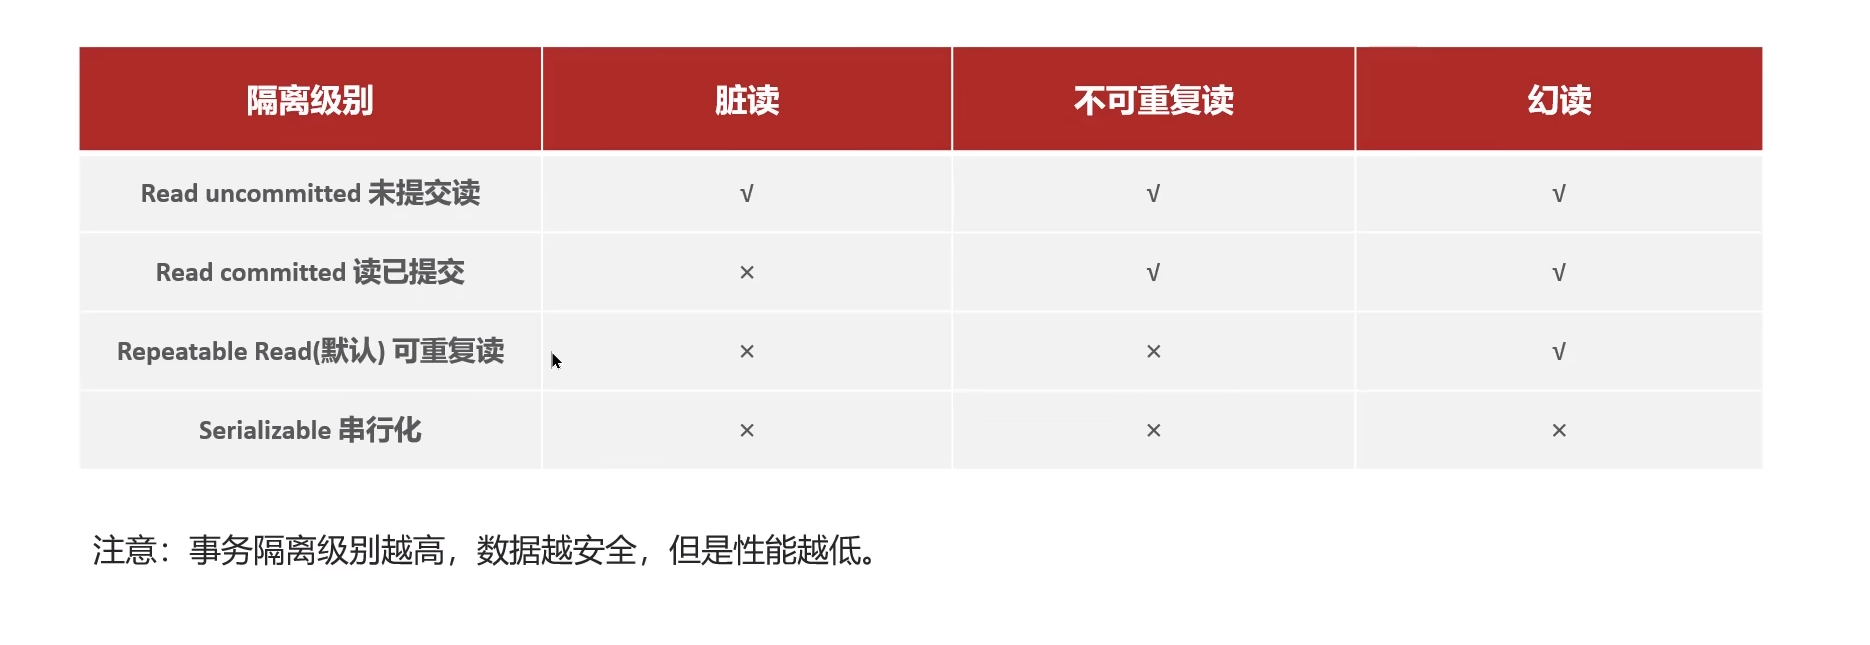 隔离级别 脏读 不可重复读 幻读
Read uncommitted 未提交读 √ √ √
Read committed 读已提交 × √ √
Repeatable Read(默认) 可重复读 × × √
Serializable 串行化 × × ×
注意：事务隔离级别越高，数据越安全，但是性能越低。